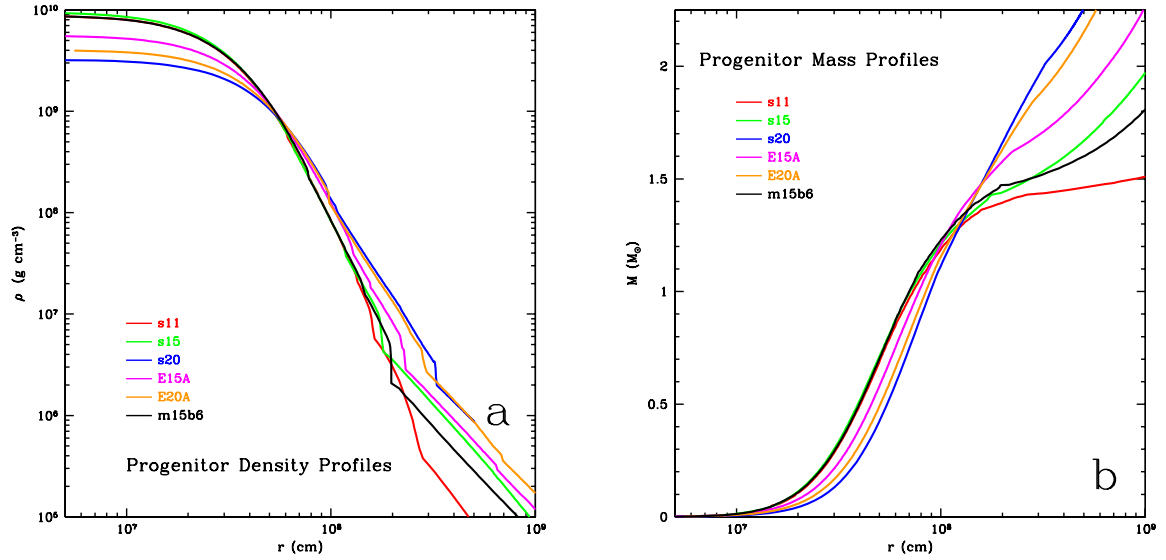 10¹⁰
10⁹
10⁸
10⁷
10⁶
10⁵
ρ (g cm⁻³)
s11
s15
s20
E15A
E20A
m15b6
a
Progenitor Density Profiles
10⁷
10⁸
10⁹
r (cm)
Progenitor Mass Profiles
s11
s15
s20
E15A
E20A
m15b6
2
1.5
1
0.5
0
M (M⊙)
b
10⁷
10⁸
10⁹
r (cm)